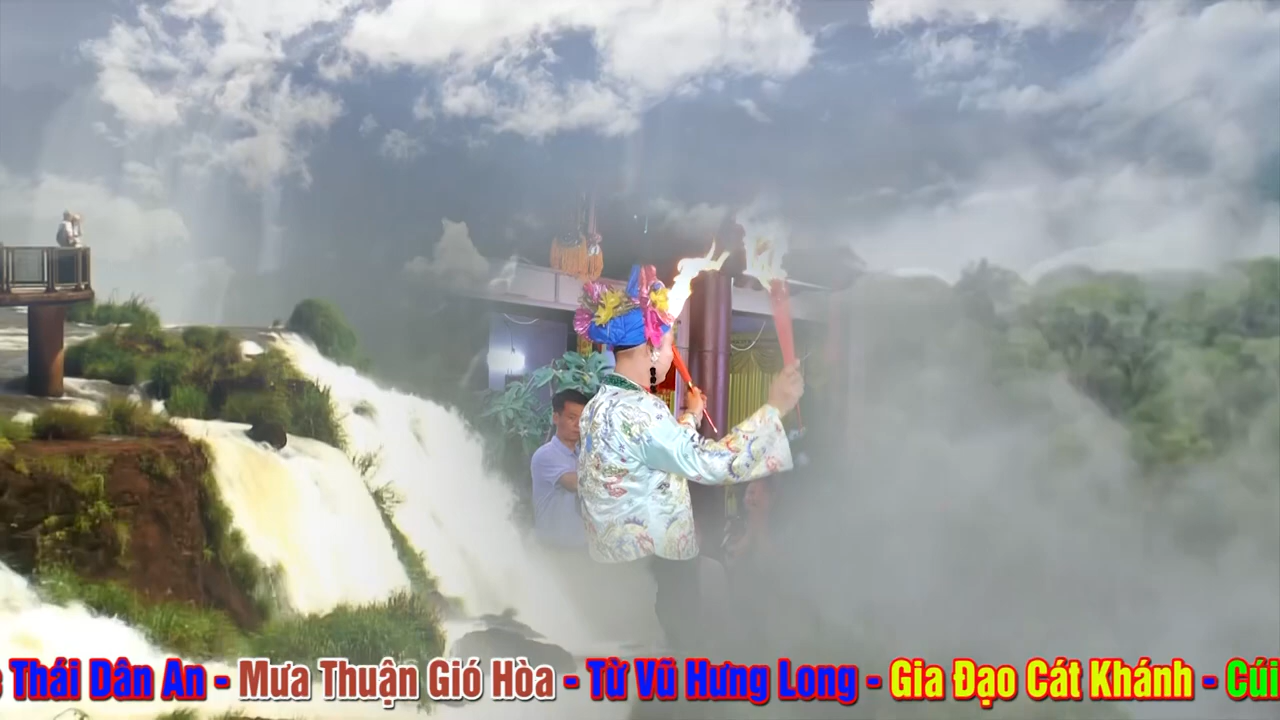 Thái Dân An - Mưa Thuận Gió Hòa - Từ Vũ Hưng Long - Gia Đạo Cát Khánh - Cúi